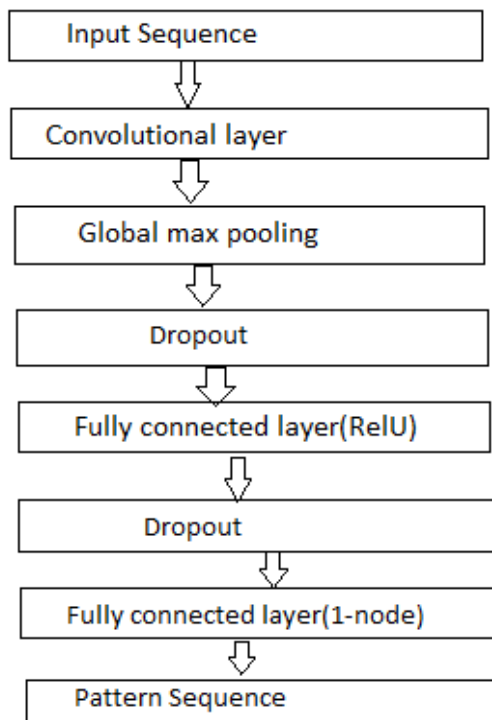 Input Sequence
Convolutional layer
Global max pooling
Dropout
Fully connected layer(RelU)
Dropout
Fully connected layer(1-node)
Pattern Sequence